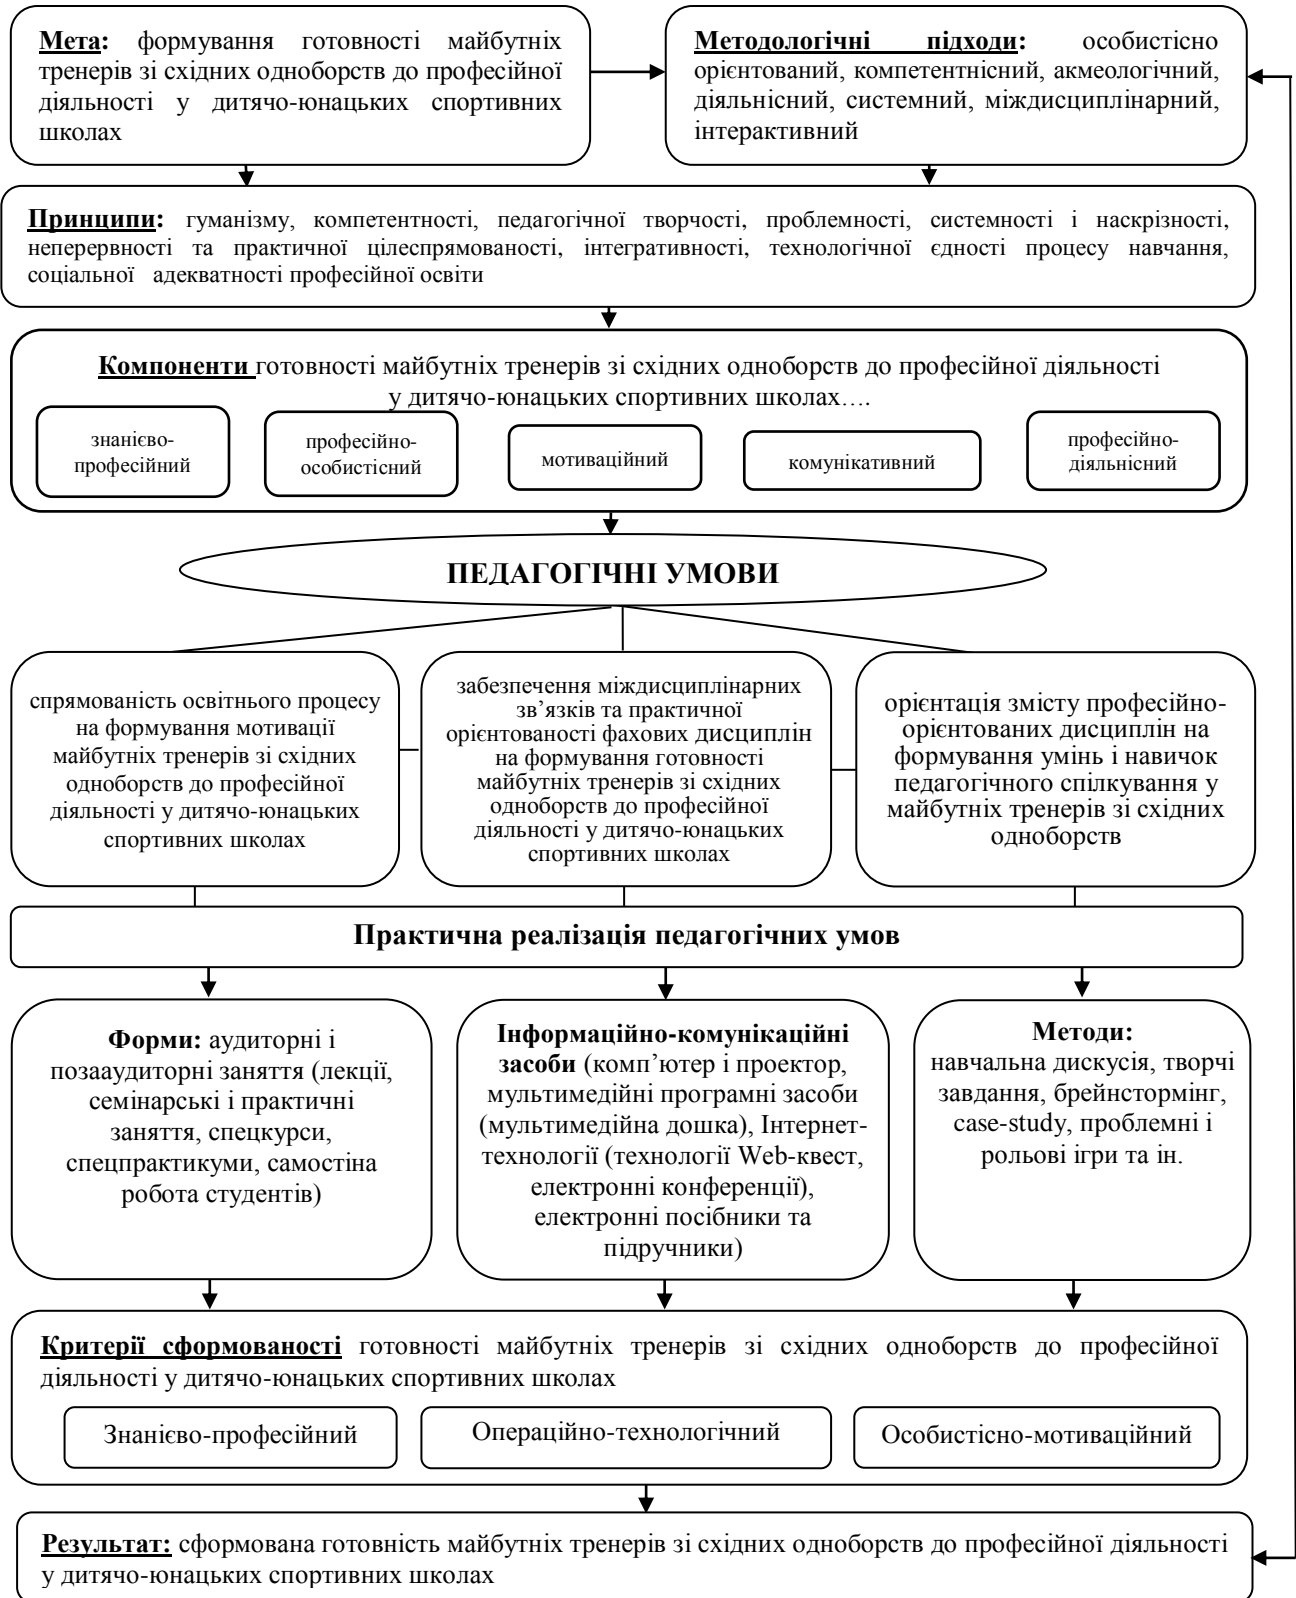 Мета: формування готовності майбутніх
тренерів зі східних одноборств до професійної
діяльності у дитячо-юнацьких спортивних
школах
Методологічні підходи: особистісно
орієнтований, компетентнісний, акмеологічний,
діяльнісний, системний, міждисциплінарний,
інтерактивний
Принципи: гуманізму, компетентності, педагогічної творчості, проблемності, системності і наскрізності,
неперервності та практичної цілеспрямованості, інтегративності, технологічної єдності процесу навчання,
соціальної адекватності професійної освіти
Компоненти готовності майбутніх тренерів зі східних одноборств до професійної діяльності
у дитячо-юнацьких спортивних школах….
знанієво-
професійний
професійно-
особистісний
мотиваційний
комунікативний
професійно-
діяльнісний
ПЕДАГОГІЧНІ УМОВИ
спрямованість освітнього процесу
на формування мотивації
майбутніх тренерів зі східних
одноборств до професійної
діяльності у дитячо-юнацьких
спортивних школах
забезпечення міждисциплінарних
зв’язків та практичної
орієнтованості фахових дисциплін
на формування готовності
майбутніх тренерів зі східних
одноборств до професійної
діяльності у дитячо-юнацьких
спортивних школах
орієнтація змісту професійно-
орієнтованих дисциплін на
формування умінь і навичок
педагогічного спілкування у
майбутніх тренерів зі східних
одноборств
Практична реалізація педагогічних умов
Форми: аудиторні і
позааудиторні заняття (лекції,
семінарські і практичні
заняття, спецкурси,
спецпрактикуми, самостіна
робота студентів)
Інформаційно-комунікаційні
засоби (комп’ютер і проектор,
мультимедійні програмні засоби
(мультимедійна дошка), Інтернет-
технології (технології Web-квест,
електронні конференції),
електронні посібники та
підручники)
Методи:
навчальна дискусія, творчі
завдання, брейнстормінг,
case-study, проблемні і
рольові ігри та ін.
Критерії сформованості готовності майбутніх тренерів зі східних одноборств до професійної
діяльності у дитячо-юнацьких спортивних школах
Знанієво-професійний
Операційно-технологічний
Особистісно-мотиваційний
Результат: сформована готовність майбутніх тренерів зі східних одноборств до професійної діяльності
у дитячо-юнацьких спортивних школах